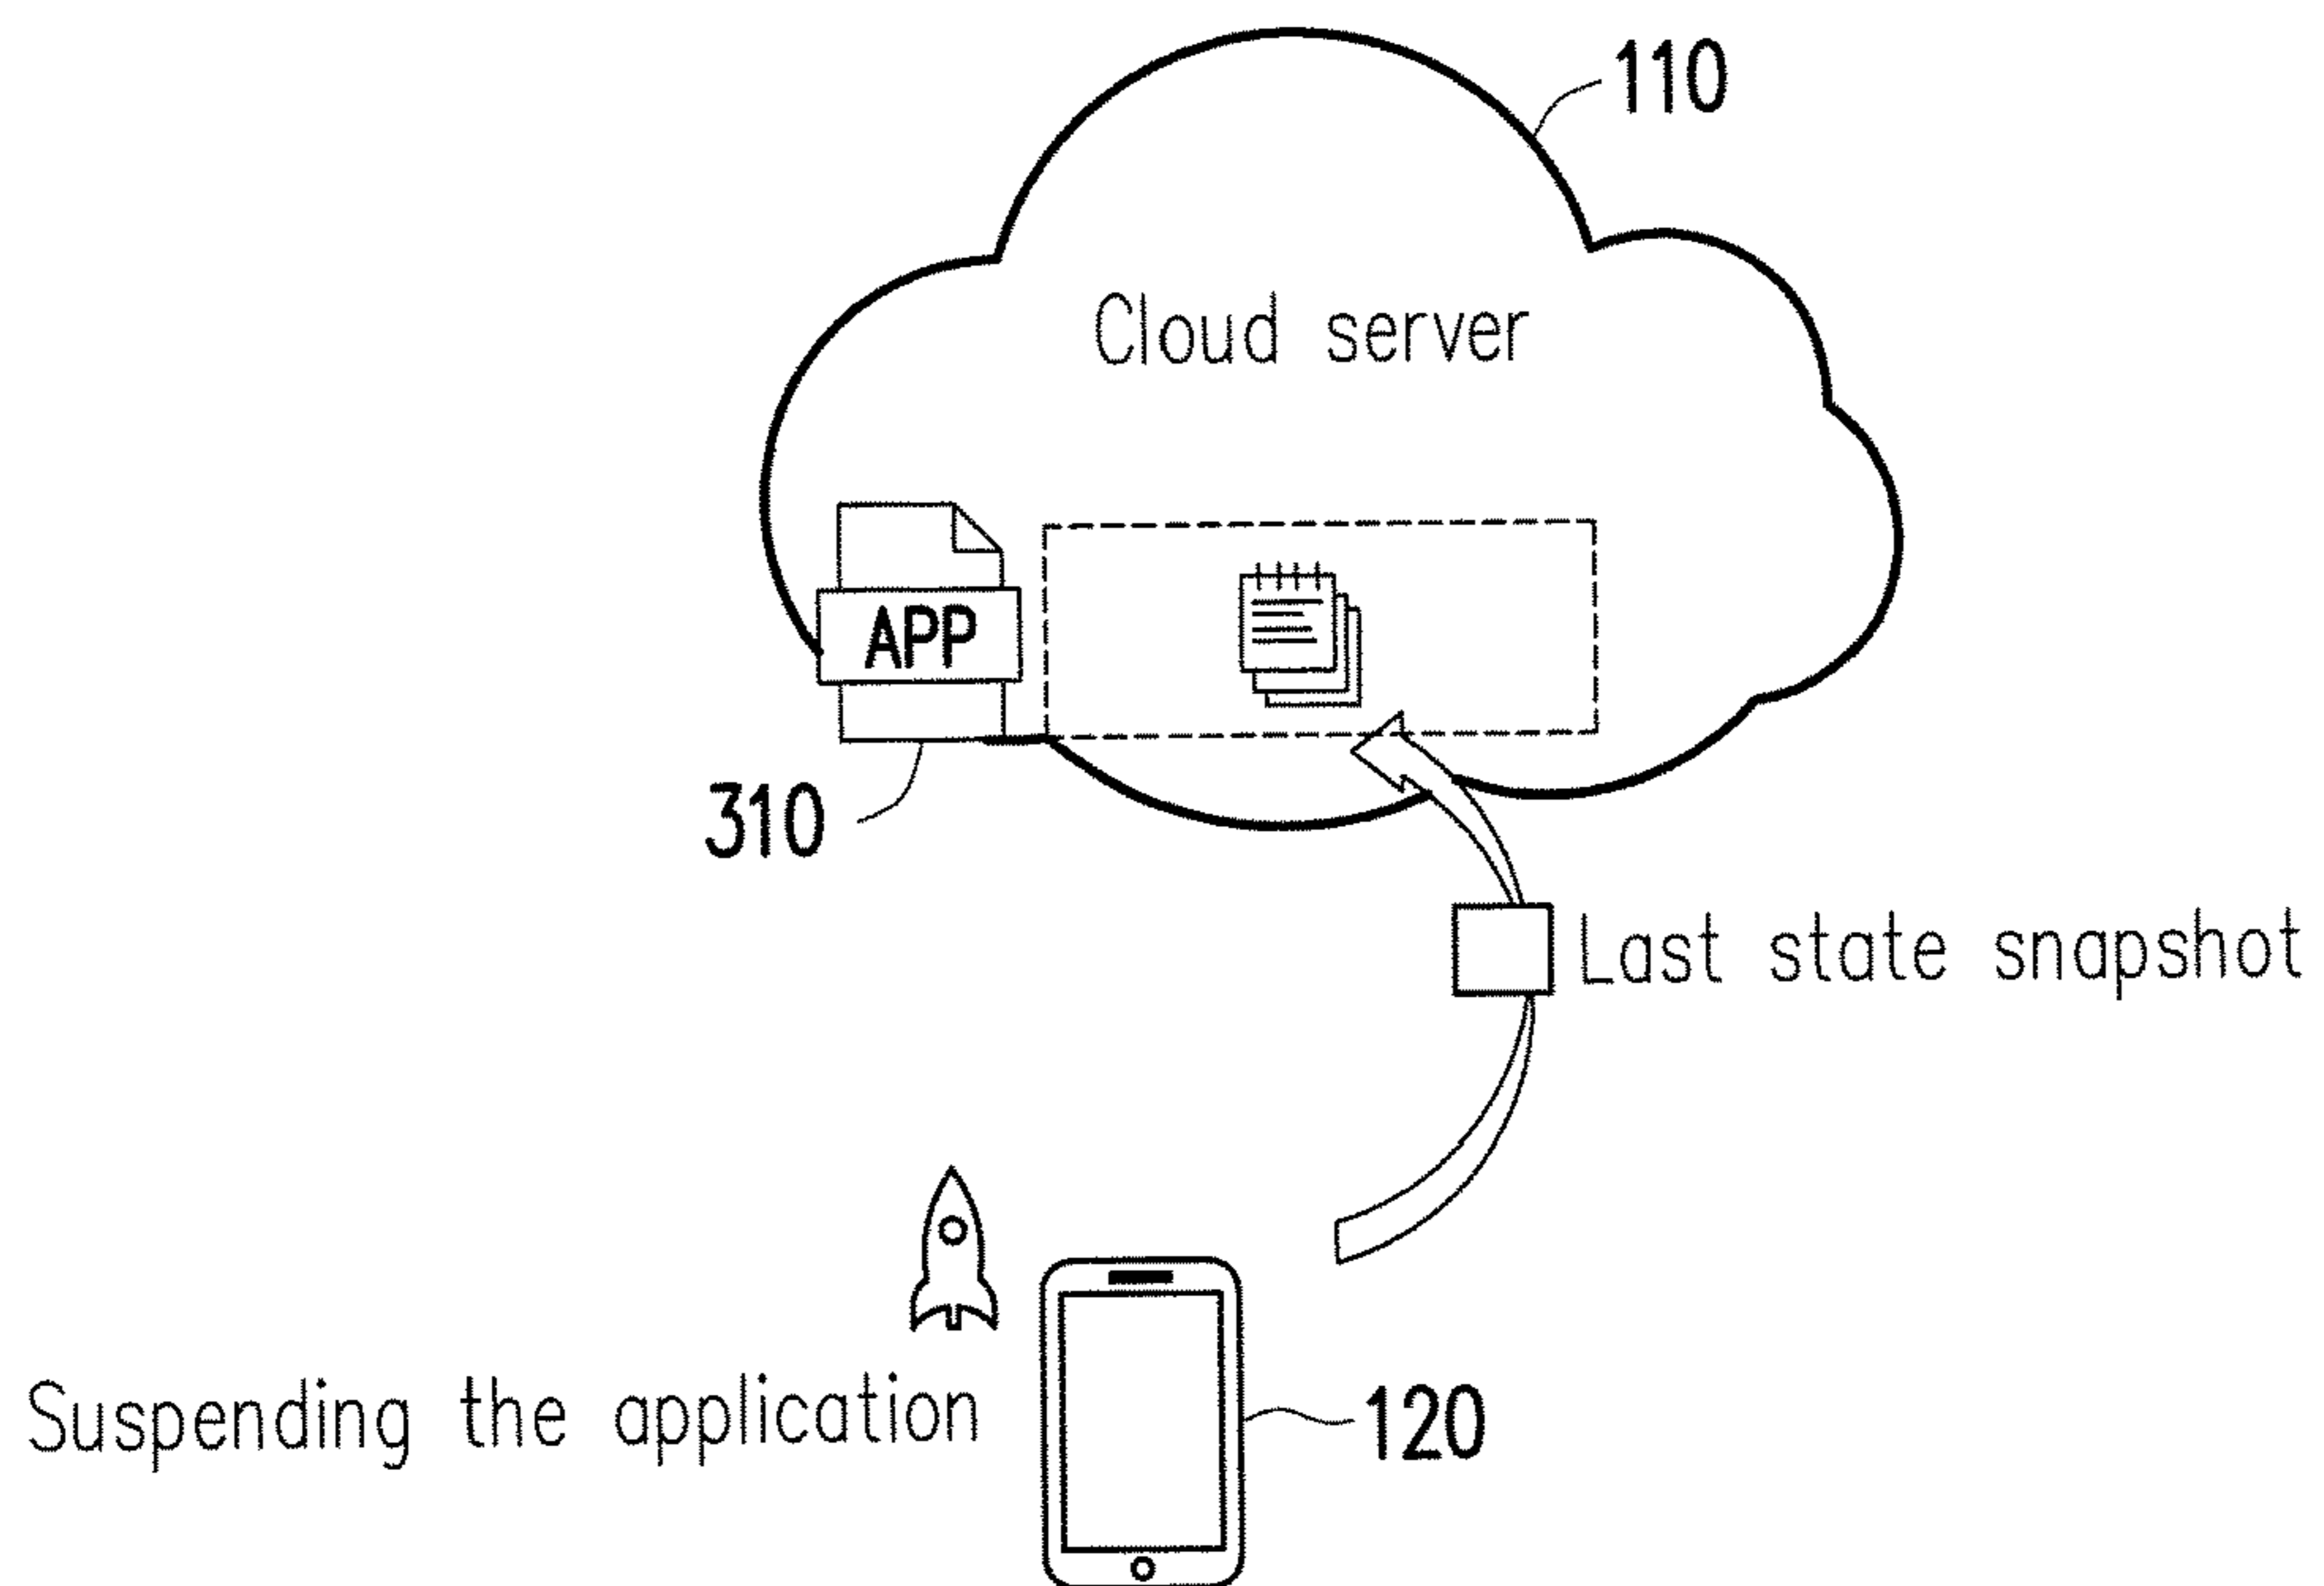 110
Cloud server
APP
310
Last state snapshot
Suspending the application
120